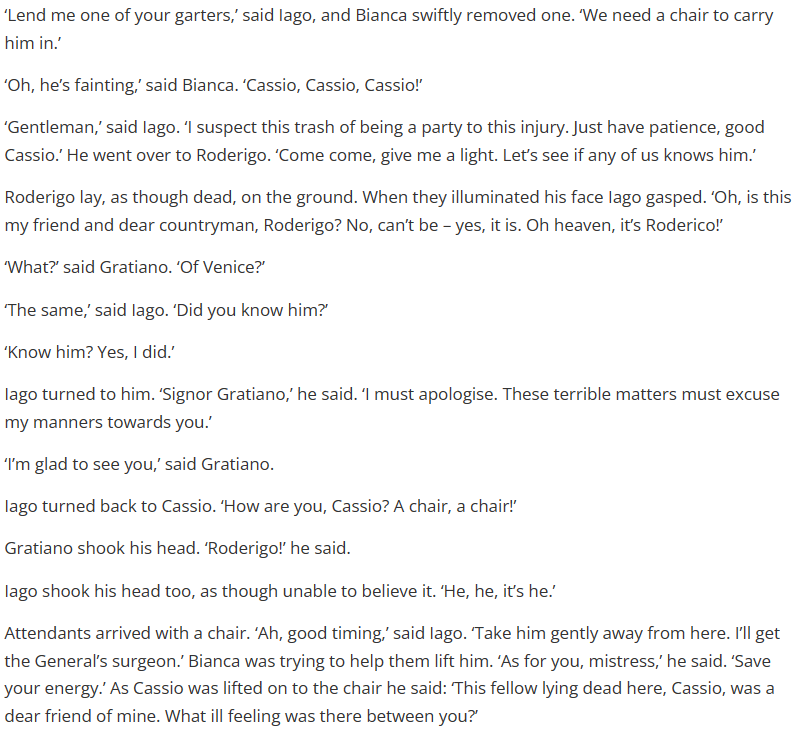 ‘Lend me one of your garters,’ said Iago, and Bianca swiftly removed one. ‘We need a chair to carry
him in.’
‘Oh, he’s fainting,’ said Bianca. ‘Cassio, Cassio, Cassio!’
‘Gentleman,’ said Iago. ‘I suspect this trash of being a party to this injury. Just have patience, good
Cassio.’ He went over to Roderigo. ‘Come come, give me a light. Let’s see if any of us knows him.’
Roderigo lay, as though dead, on the ground. When they illuminated his face Iago gasped. ‘Oh, is this
my friend and dear countryman, Roderigo? No, can’t be – yes, it is. Oh heaven, it’s Roderico!’
‘What?’ said Gratiano. ‘Of Venice?’
‘The same,’ said Iago. ‘Did you know him?’
‘Know him? Yes, I did.’
Iago turned to him. ‘Signor Gratiano,’ he said. ‘I must apologise. These terrible matters must excuse
my manners towards you.’
‘I’m glad to see you,’ said Gratiano.
Iago turned back to Cassio. ‘How are you, Cassio? A chair, a chair!’
Gratiano shook his head. ‘Roderigo!’ he said.
Iago shook his head too, as though unable to believe it. ‘He, he, it’s he.’
Attendants arrived with a chair. ‘Ah, good timing,’ said Iago. ‘Take him gently away from here. I’ll get
the General’s surgeon.’ Bianca was trying to help them lift him. ‘As for you, mistress,’ he said. ‘Save
your energy.’ As Cassio was lifted on to the chair he said: ‘This fellow lying dead here, Cassio, was a
dear friend of mine. What ill feeling was there between you?’